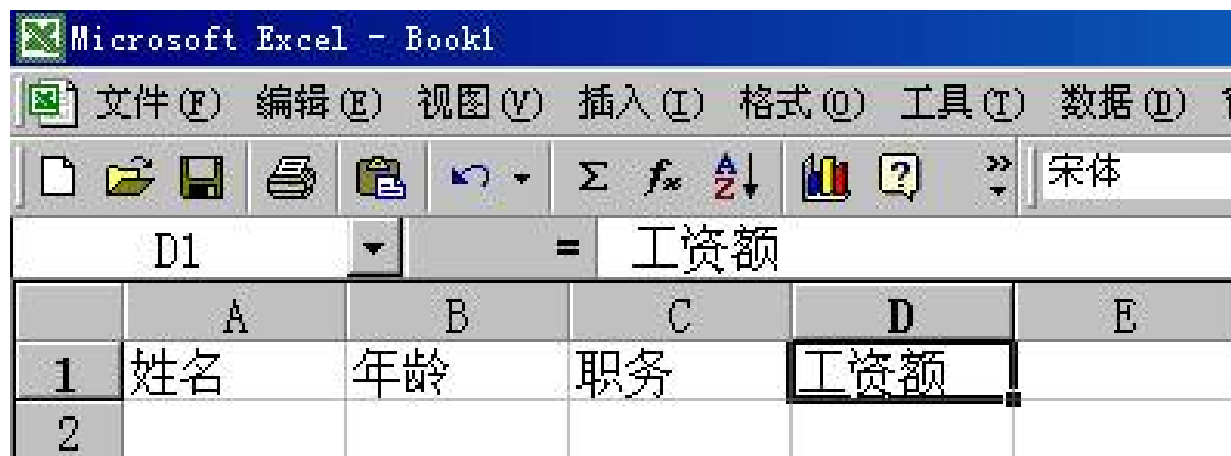 Microsoft Excel - Book1
文件(F) 编辑(E) 视图(V) 插入(I) 格式(O) 工具(T) 数据(D)
Σ fx A Z ? » 宋体
D1 = 工资额
A B C D E
1 姓名 年龄 职务 工资额
2